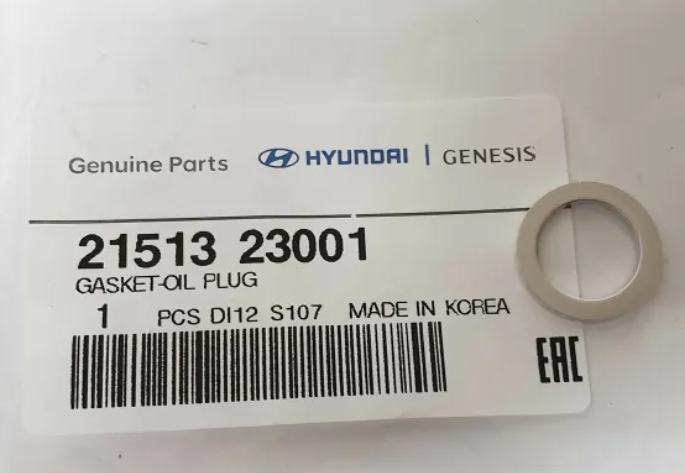 Genuine Parts HYUNDAI | GENESIS
21513 23001
GASKET-OIL PLUG
1 PCS DI12 S107 MADE IN KOREA
EAC